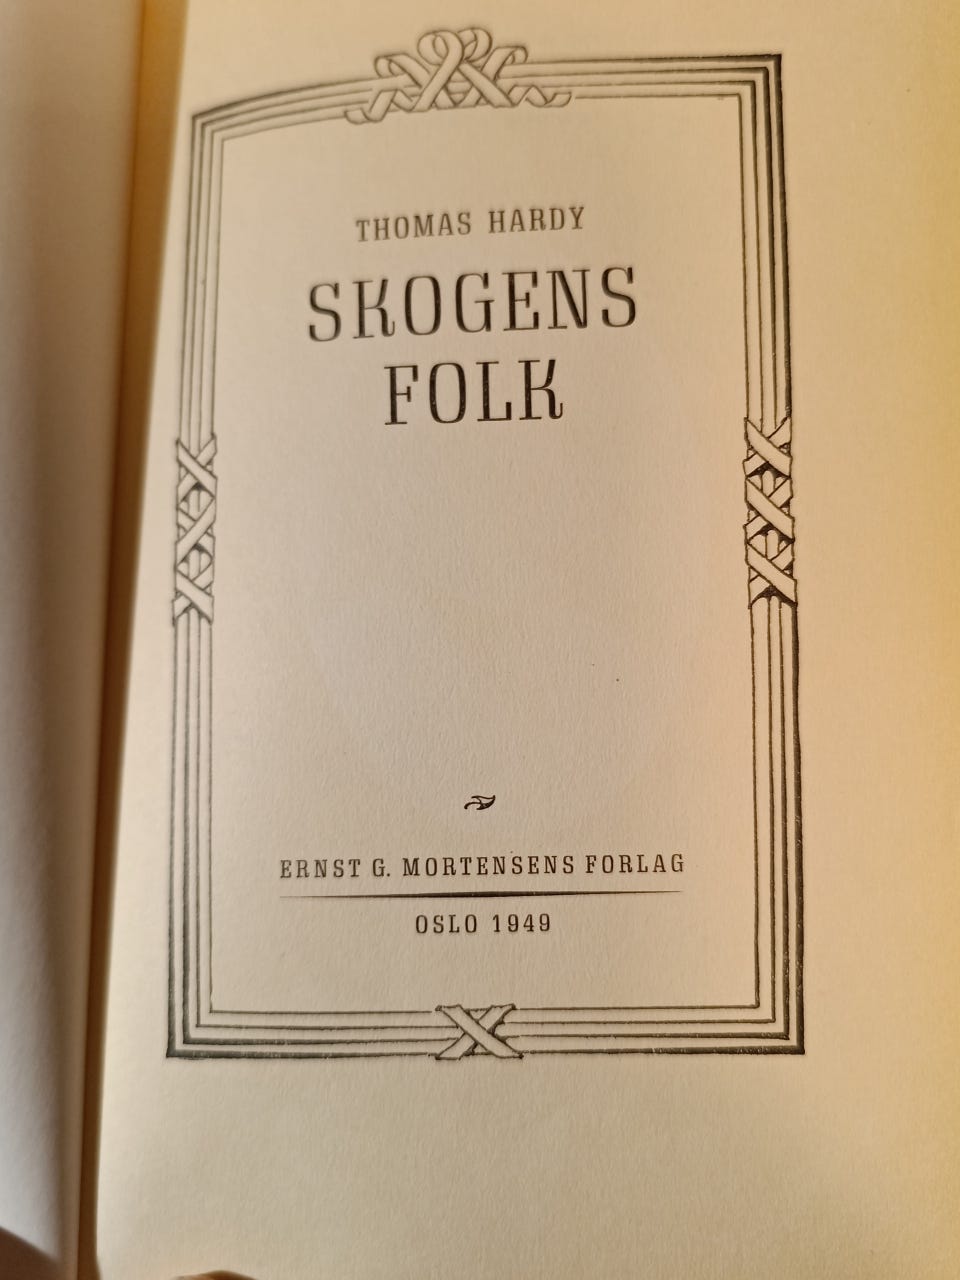 THOMAS HARDY
SKOGENS
FOLK
ERNST G. MORTENSENS FORLAG
OSLO 1949